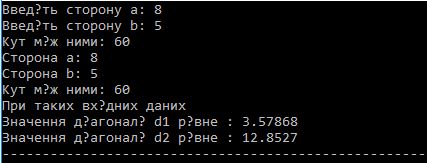 Введ?ть сторону a: 8
Введ?ть сторону b: 5
Кут м?ж ними: 60
Сторона a: 8
Сторона b: 5
Кут м?ж ними: 60
При таких вх?дних даних
Значення д?агонал? d1 р?вне : 3.57868
Значення д?агонал? d2 р?вне : 12.8527